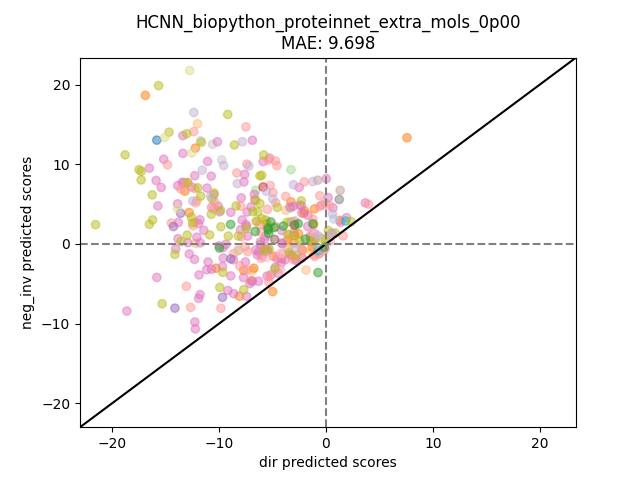 HCNN_biopython_proteinnet_extra_mols_0p00
MAE: 9.698
20
10
0
−10
−20
neg_inv predicted scores
−20
−10
0
10
20
dir predicted scores